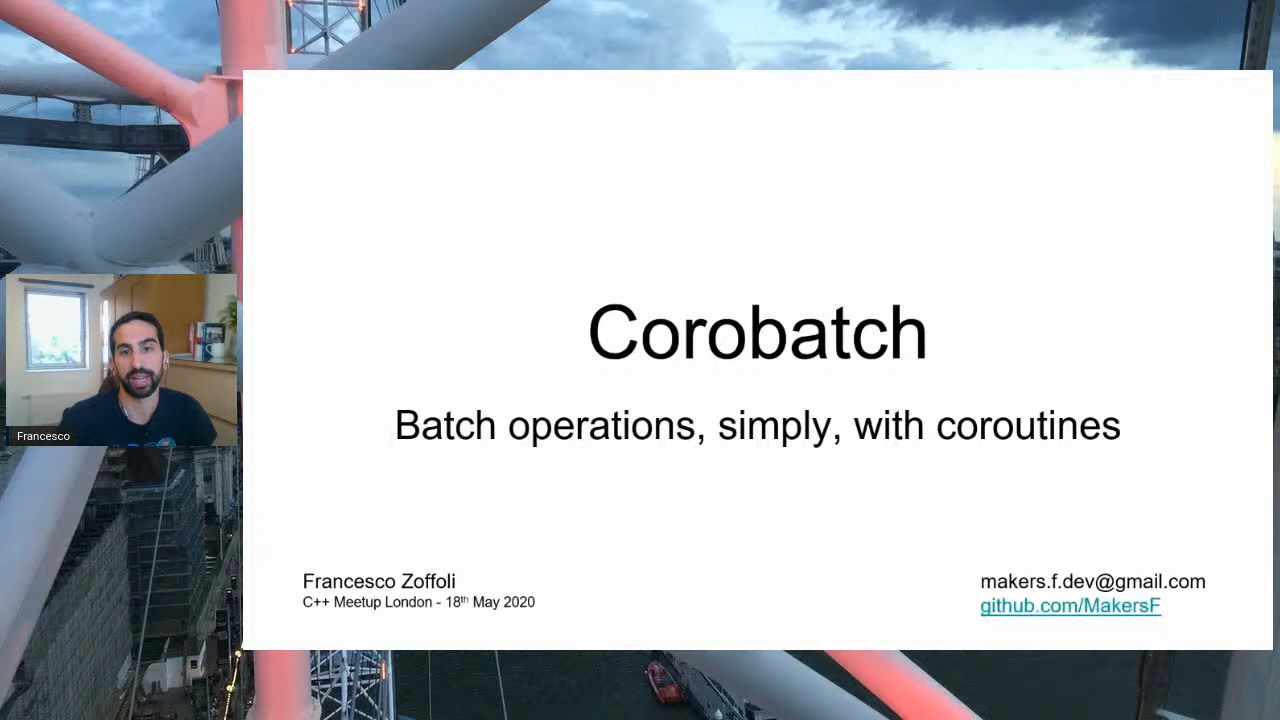 Corobatch
Batch operations, simply, with coroutines
Francesco Zoffoli
C++ Meetup London - 18th May 2020
makers.f.dev@gmail.com
github.com/MakersF
Francesco